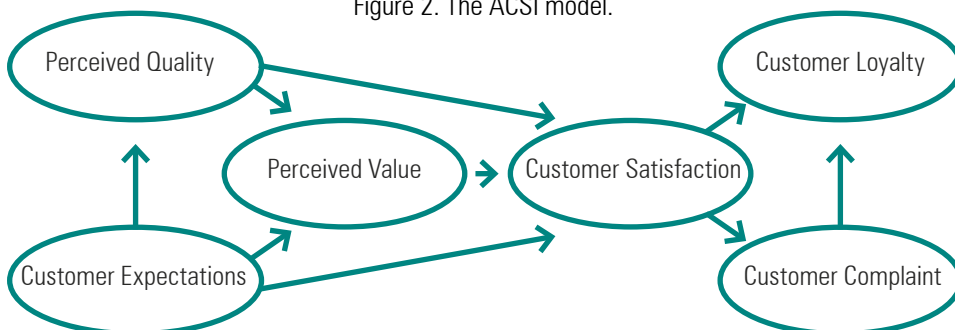 Figure 2. The ACSI model.
Perceived Quality
Customer Loyalty
Perceived Value
Customer Satisfaction
Customer Expectations
Customer Complaint